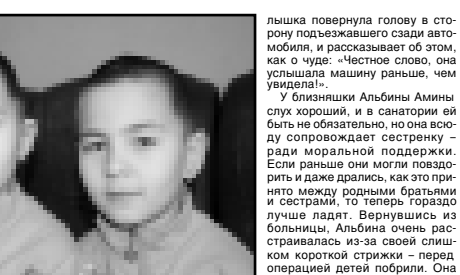 лышка повернула голову в сто-
рону подъезжавшего сзади авто-
мобиля, и рассказывает об этом,
как о чуде: «Честное слово, она
услышала машину раньше, чем
увидела!».
У близняшки Альбины Амины
слух хороший, и в санатории ей
быть не обязательно, но она всю-
ду сопровождает сестренку –
ради моральной поддержки.
Если раньше они могли повздо-
рить и даже дрались, как это при-
нято между родными братьями
и сестрами, то теперь гораздо
лучше ладят. Вернувшись из
больницы, Альбина очень рас-
страивалась из-за своей слиш-
ком короткой стрижки – перед
операцией детей побрили. Она